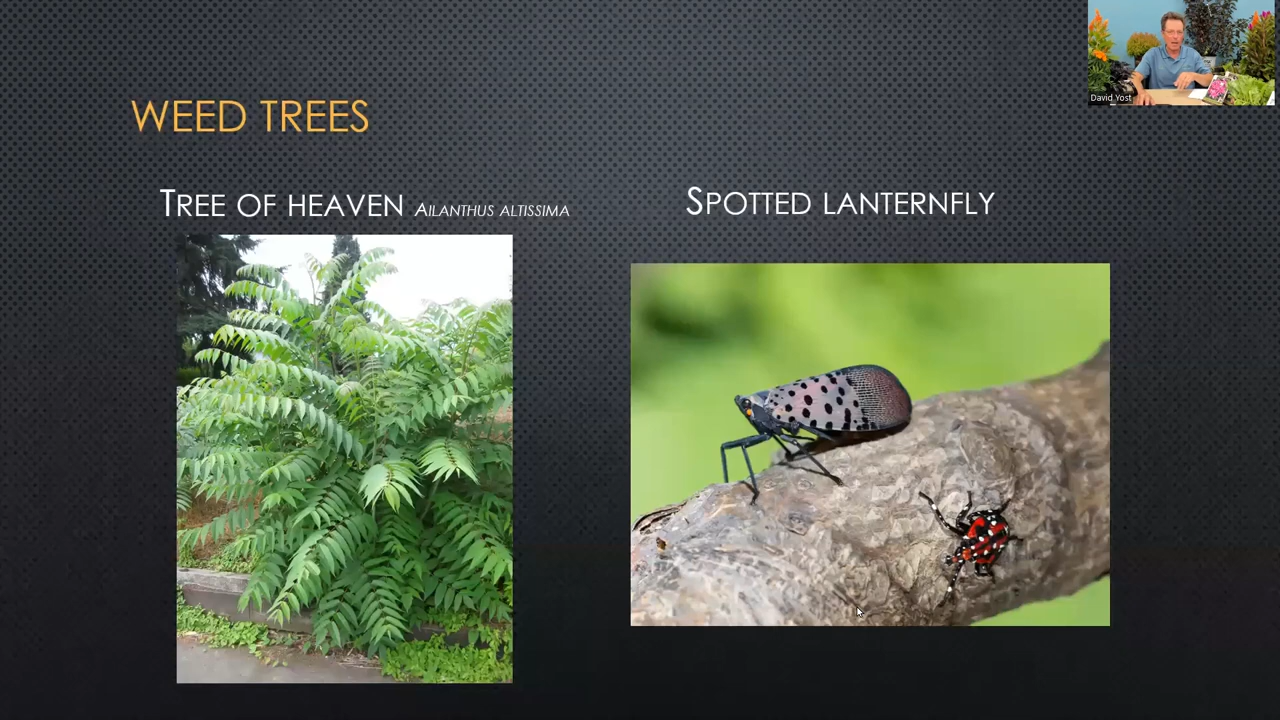 WEED TREES
TREE OF HEAVEN AILANTHUS ALTISSIMA
SPOTTED LANTERNFLY
David Yost